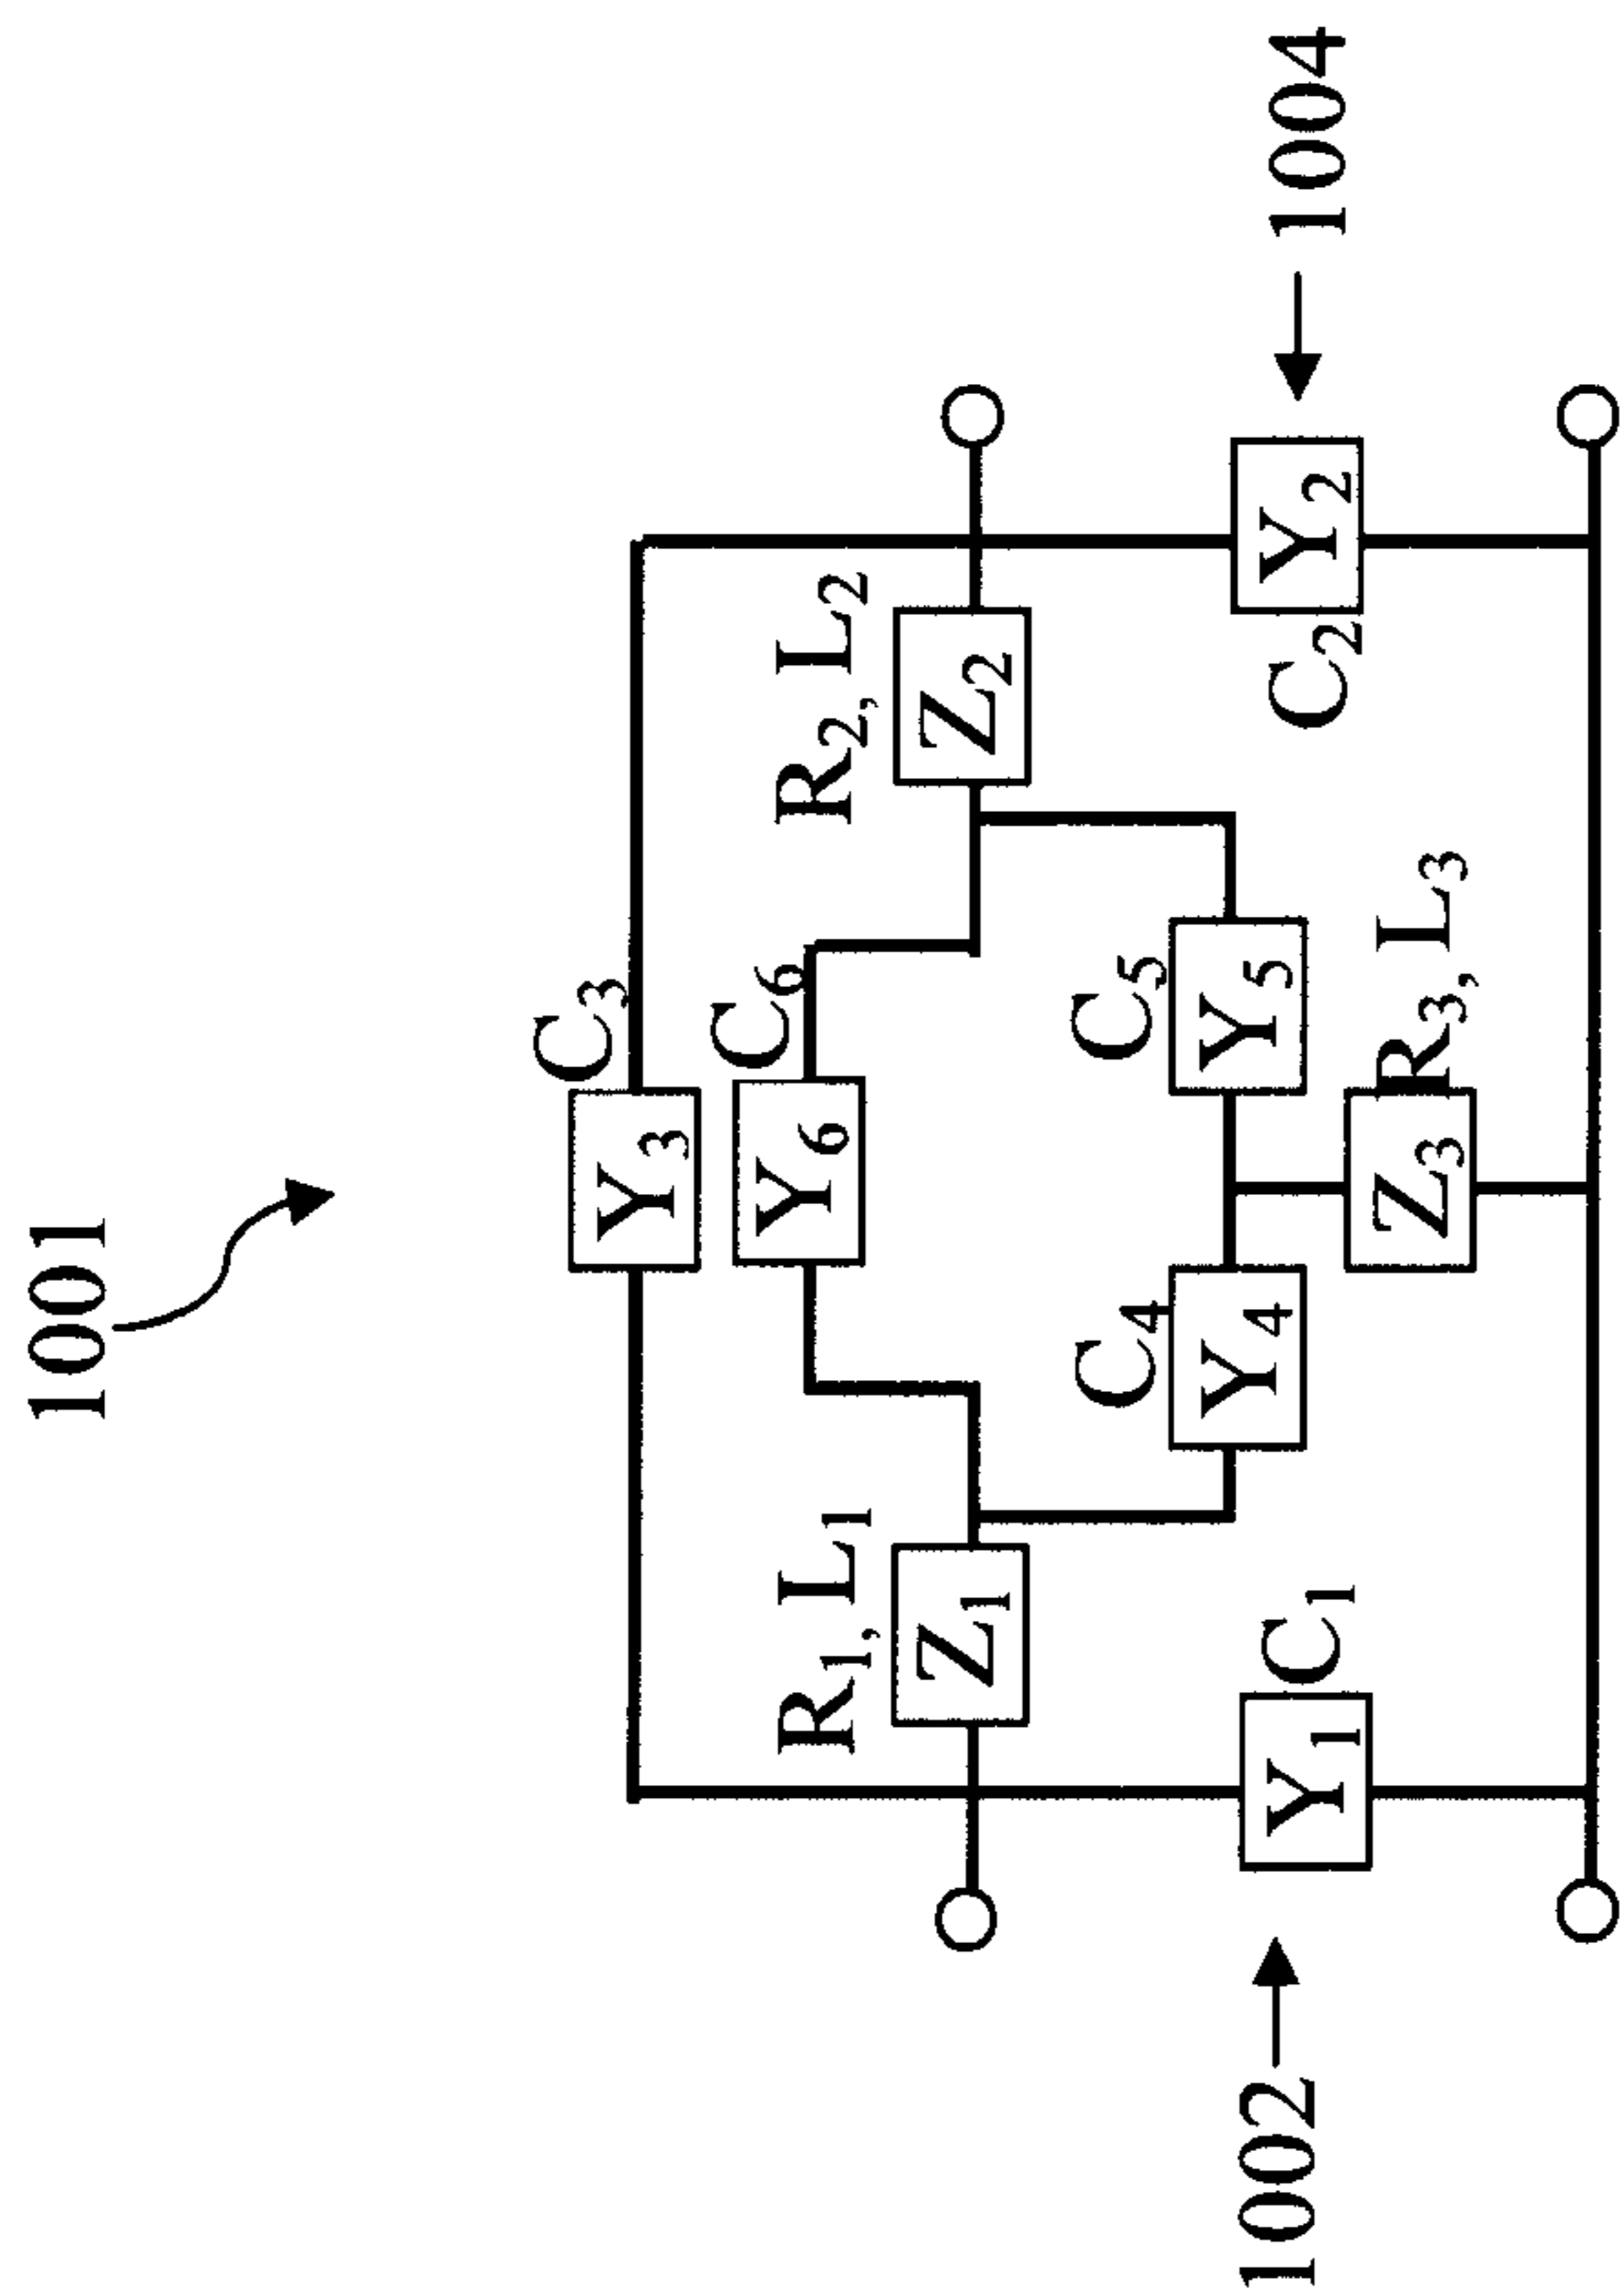 1001
C3
Y3
C6
Y6
R1, L1
Z1
R2, L2
Z2
C4
Y4
C5
Y5
Y1
C1
Z3
R3, L3
C2
Y2
1002
1004